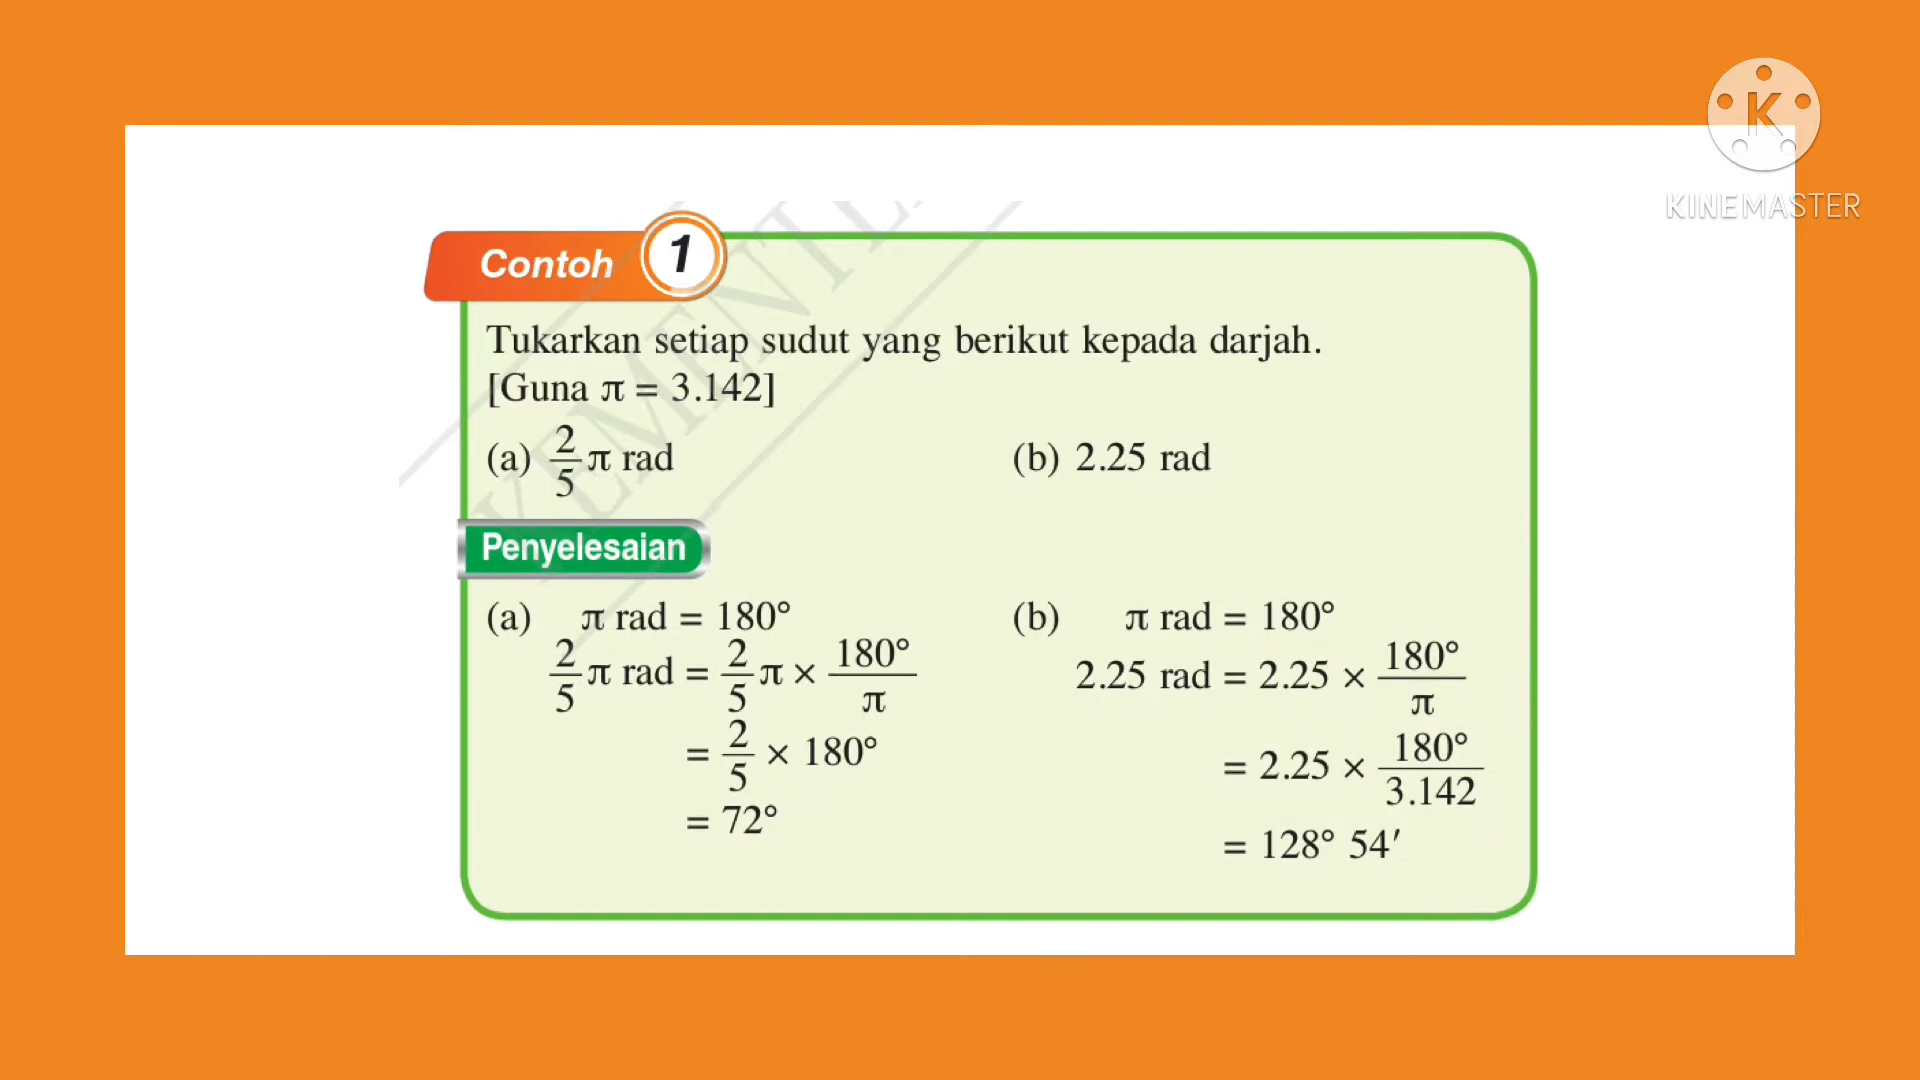 KINEMASTER
Contoh 1
Tukarkan setiap sudut yang berikut kepada darjah.
[Guna π = 3.142]
(a) 2/5 π rad
(b) 2.25 rad
Penyelesaian
(a) π rad = 180°
2/5 π rad = 2/5 π × 180°/π
= 2/5 × 180°
= 72°
(b) π rad = 180°
2.25 rad = 2.25 × 180°/π
= 2.25 × 180°/3.142
= 128° 54′